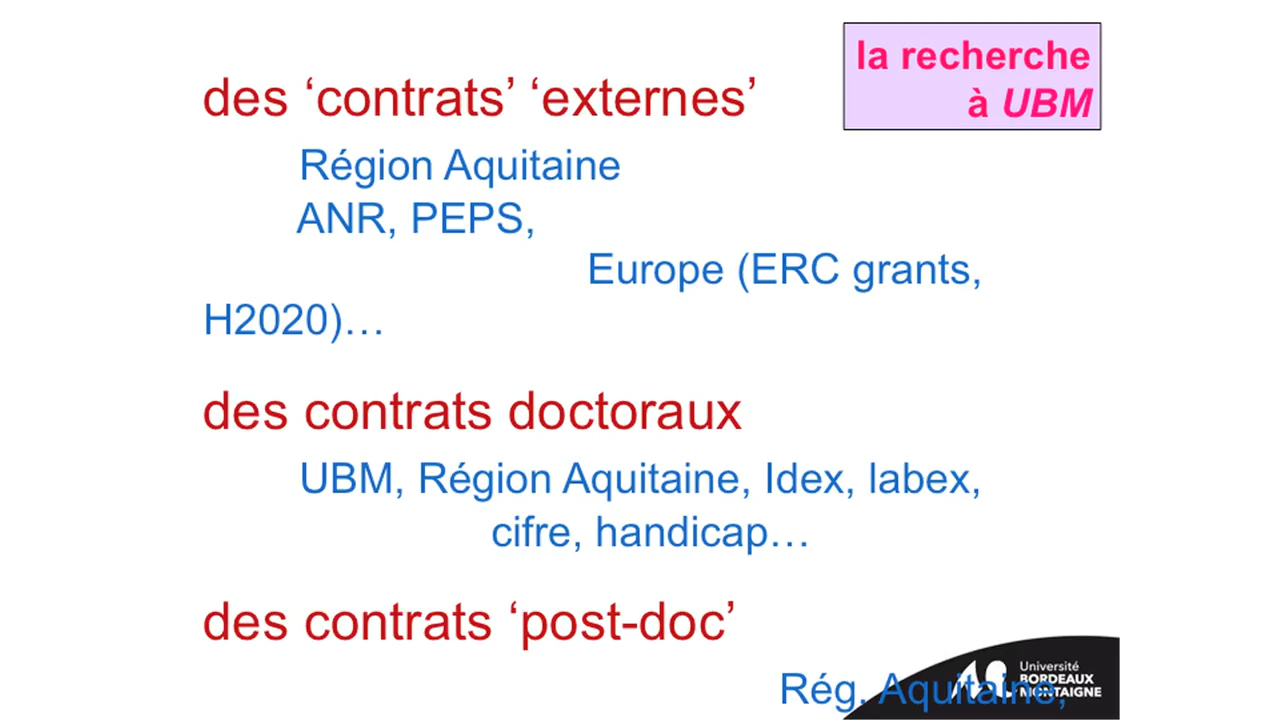 la recherche
à UBM
des ‘contrats’ ‘externes’
Région Aquitaine
ANR, PEPS,
Europe (ERC grants,
H2020)…
des contrats doctoraux
UBM, Région Aquitaine, Idex, labex,
cifre, handicap…
des contrats ‘post-doc’
Rég. Aquitaine,
Université
BORDEAUX
MONTAIGNE